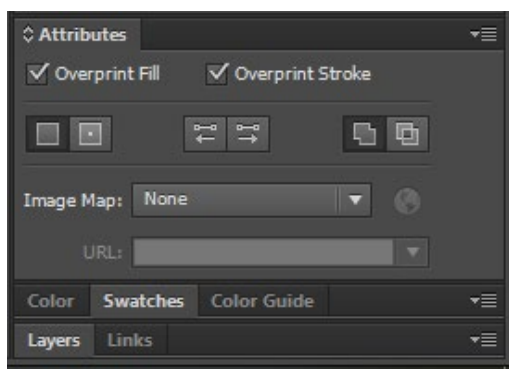 Attributes
Overprint Fill Overprint Stroke
Image Map: None
URL:
Color Swatches Color Guide
Layers Links